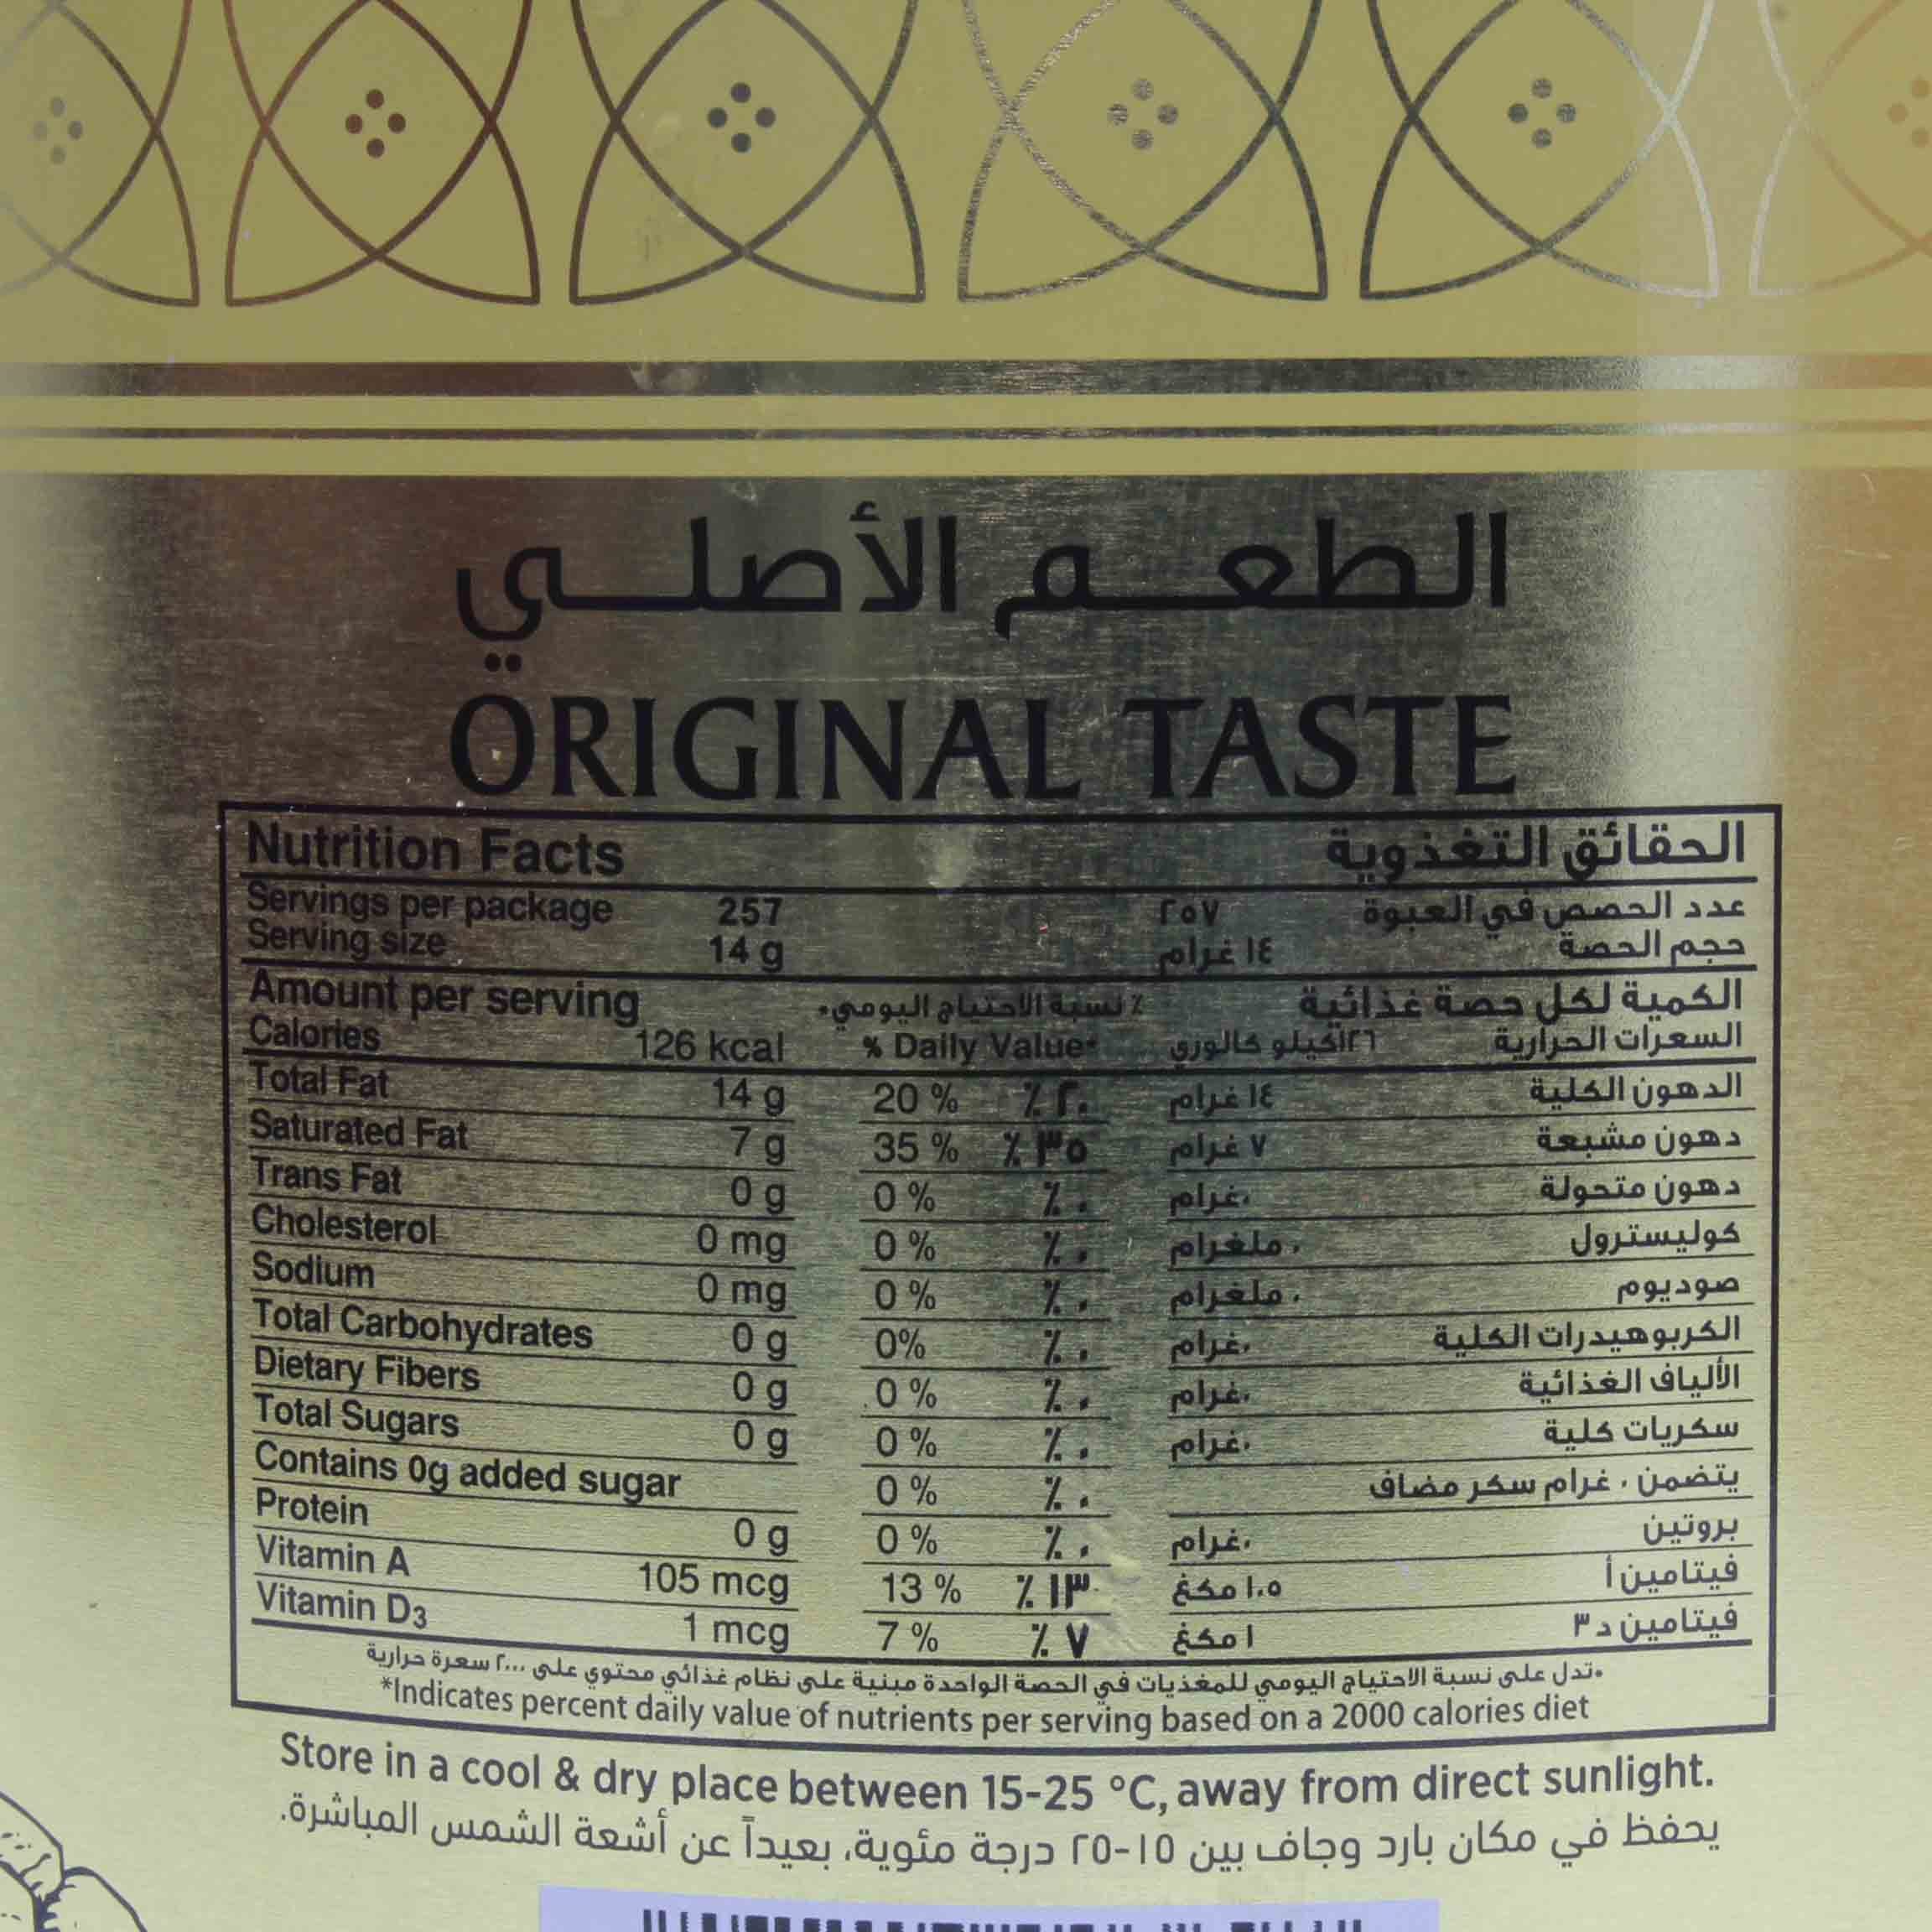 الطعم الأصلي
ORIGINAL TASTE
Nutrition Facts الحقائق التغذوية
Servings per package 257 ٢٥٧ عدد الحصص في العبوة
Serving size 14 g ١٤ غرام حجم الحصة
Amount per serving ٪ نسبة الاحتياج اليومي* الكمية لكل حصة غذائية
Calories 126 kcal % Daily Value* ١٢٦كيلو كالوري السعرات الحرارية
Total Fat 14 g 20 % ٢٠ ٪ ١٤ غرام الدهون الكلية
Saturated Fat 7 g 35 % ٣٥ ٪ ٧ غرام دهون مشبعة
Trans Fat 0 g 0 % ٠ ٪ ٠غرام دهون متحولة
Cholesterol 0 mg 0 % ٠ ٪ ٠ ملغرام كوليسترول
Sodium 0 mg 0 % ٠ ٪ ٠ ملغرام صوديوم
Total Carbohydrates 0 g 0% ٠ ٪ ٠غرام الكربوهيدرات الكلية
Dietary Fibers 0 g 0 % ٠ ٪ ٠غرام الألياف الغذائية
Total Sugars 0 g 0 % ٠ ٪ ٠غرام سكريات كلية
Contains 0g added sugar 0 % ٠ ٪ يتضمن ٠ غرام سكر مضاف
Protein 0 g 0 % ٠ ٪ ٠غرام بروتين
Vitamin A 105 mcg 13 % ١٣ ٪ ١٠٥ مكغ فيتامين أ
Vitamin D3 1 mcg 7 % ٧ ٪ ١ مكغ فيتامين د٣
*تدل على نسبة الاحتياج اليومي للمغذيات في الحصة الواحدة مبنية على نظام غذائي محتوي على ٢٠٠٠ سعرة حرارية
*Indicates percent daily value of nutrients per serving based on a 2000 calories diet
Store in a cool & dry place between 15-25 °C, away from direct sunlight.
يحفظ في مكان بارد وجاف بين ١٥-٢٥ درجة مئوية، بعيداً عن أشعة الشمس المباشرة.